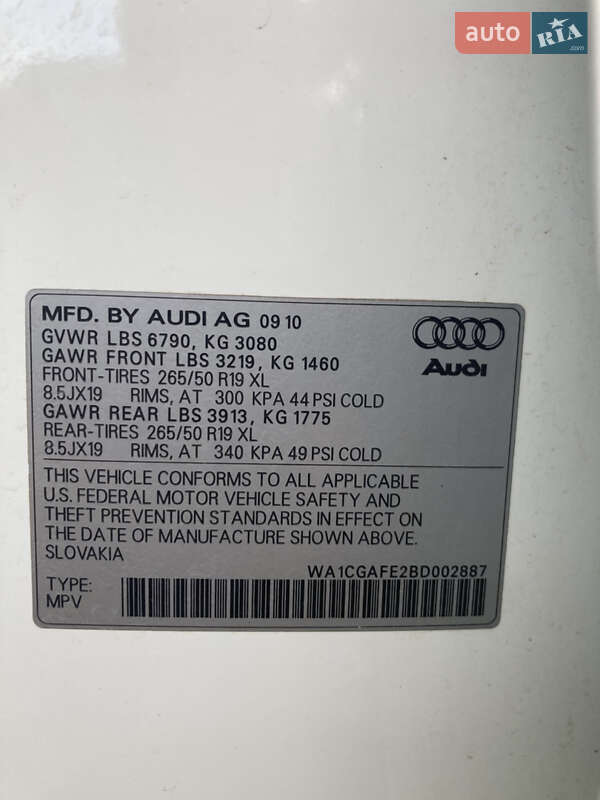 auto RIA.com
MFD. BY AUDI AG 09 10
GVWR LBS 6790, KG 3080
GAWR FRONT LBS 3219, KG 1460
FRONT-TIRES 265/50 R19 XL
8.5JX19 RIMS, AT 300 KPA 44 PSI COLD
GAWR REAR LBS 3913, KG 1775
REAR-TIRES 265/50 R19 XL
8.5JX19 RIMS, AT 340 KPA 49 PSI COLD
Audi
THIS VEHICLE CONFORMS TO ALL APPLICABLE
U.S. FEDERAL MOTOR VEHICLE SAFETY AND
THEFT PREVENTION STANDARDS IN EFFECT ON
THE DATE OF MANUFACTURE SHOWN ABOVE.
SLOVAKIA
WA1CGAFE2BD002887
TYPE:
MPV